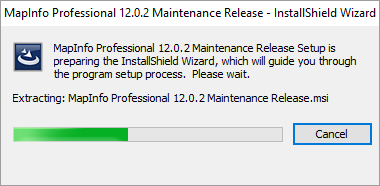 MapInfo Professional 12.0.2 Maintenance Release - InstallShield Wizard
MapInfo Professional 12.0.2 Maintenance Release Setup is
preparing the InstallShield Wizard, which will guide you through
the program setup process. Please wait.
Extracting: MapInfo Professional 12.0.2 Maintenance Release.msi
Cancel